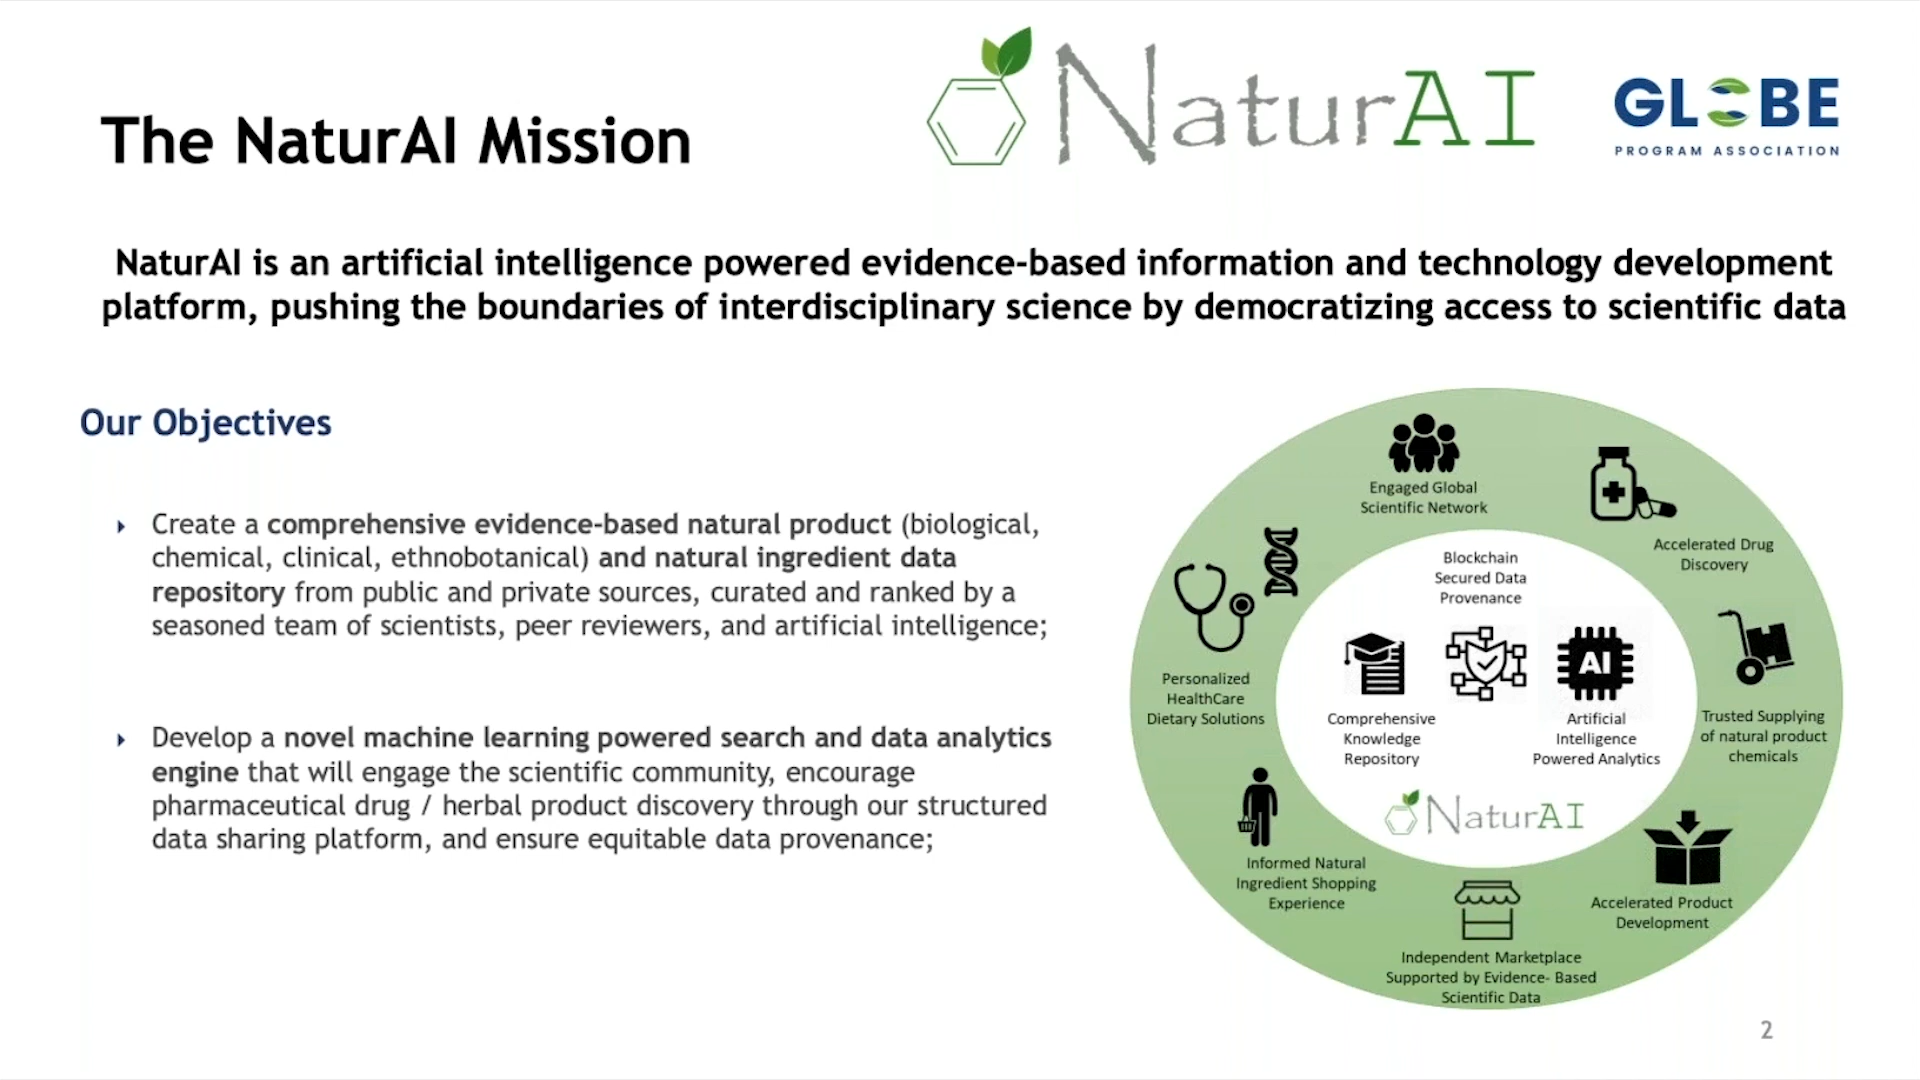 NaturAI
GLOBE
PROGRAM ASSOCIATION
The NaturAI Mission
NaturAI is an artificial intelligence powered evidence-based information and technology development
platform, pushing the boundaries of interdisciplinary science by democratizing access to scientific data
Our Objectives
Create a comprehensive evidence-based natural product (biological,
chemical, clinical, ethnobotanical) and natural ingredient data
repository from public and private sources, curated and ranked by a
seasoned team of scientists, peer reviewers, and artificial intelligence;
Develop a novel machine learning powered search and data analytics
engine that will engage the scientific community, encourage
pharmaceutical drug / herbal product discovery through our structured
data sharing platform, and ensure equitable data provenance;
Engaged Global
Scientific Network
Accelerated Drug
Discovery
Trusted Supplying
of natural product
chemicals
Accelerated Product
Development
Independent Marketplace
Supported by Evidence- Based
Scientific Data
Informed Natural
Ingredient Shopping
Experience
Personalized
HealthCare
Dietary Solutions
Blockchain
Secured Data
Provenance
AI
Comprehensive
Knowledge
Repository
Artificial
Intelligence
Powered Analytics
NaturAI
2